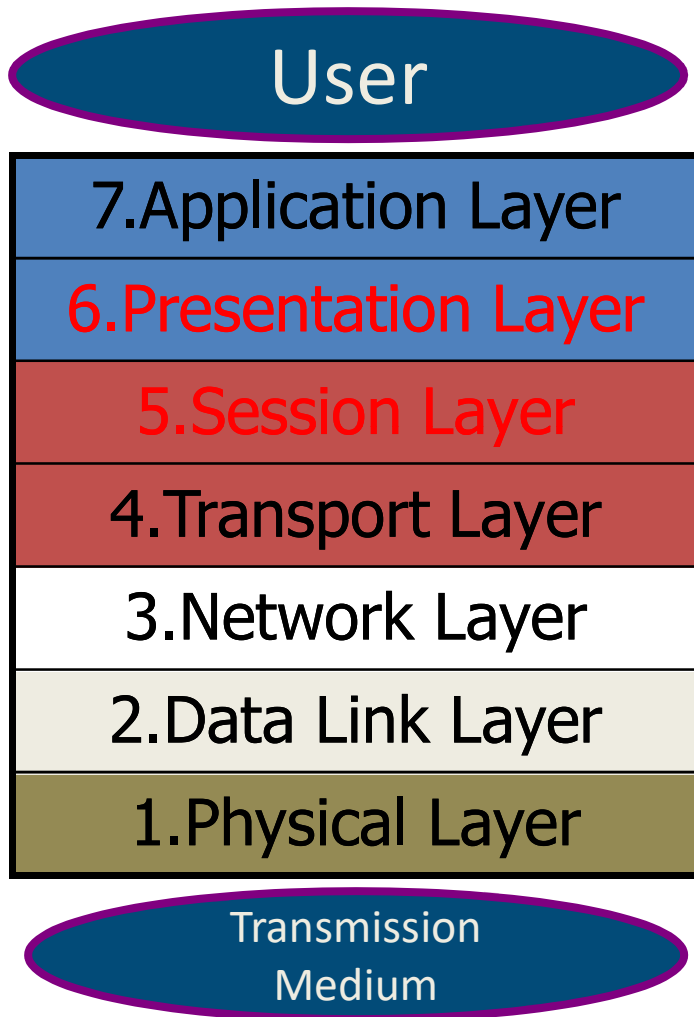 User
7.Application Layer
6.Presentation Layer
5.Session Layer
4.Transport Layer
3.Network Layer
2.Data Link Layer
1.Physical Layer
Transmission
Medium